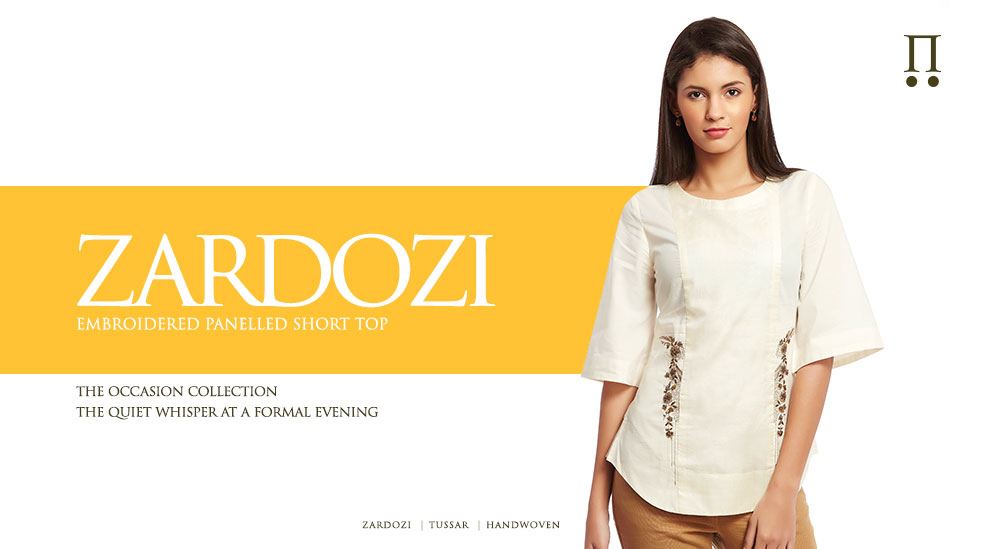 ZARDOZI
EMBROIDERED PANELLED SHORT TOP
THE OCCASION COLLECTION
THE QUIET WHISPER AT A FORMAL EVENING
ZARDOZI | TUSSAR | HANDWOVEN